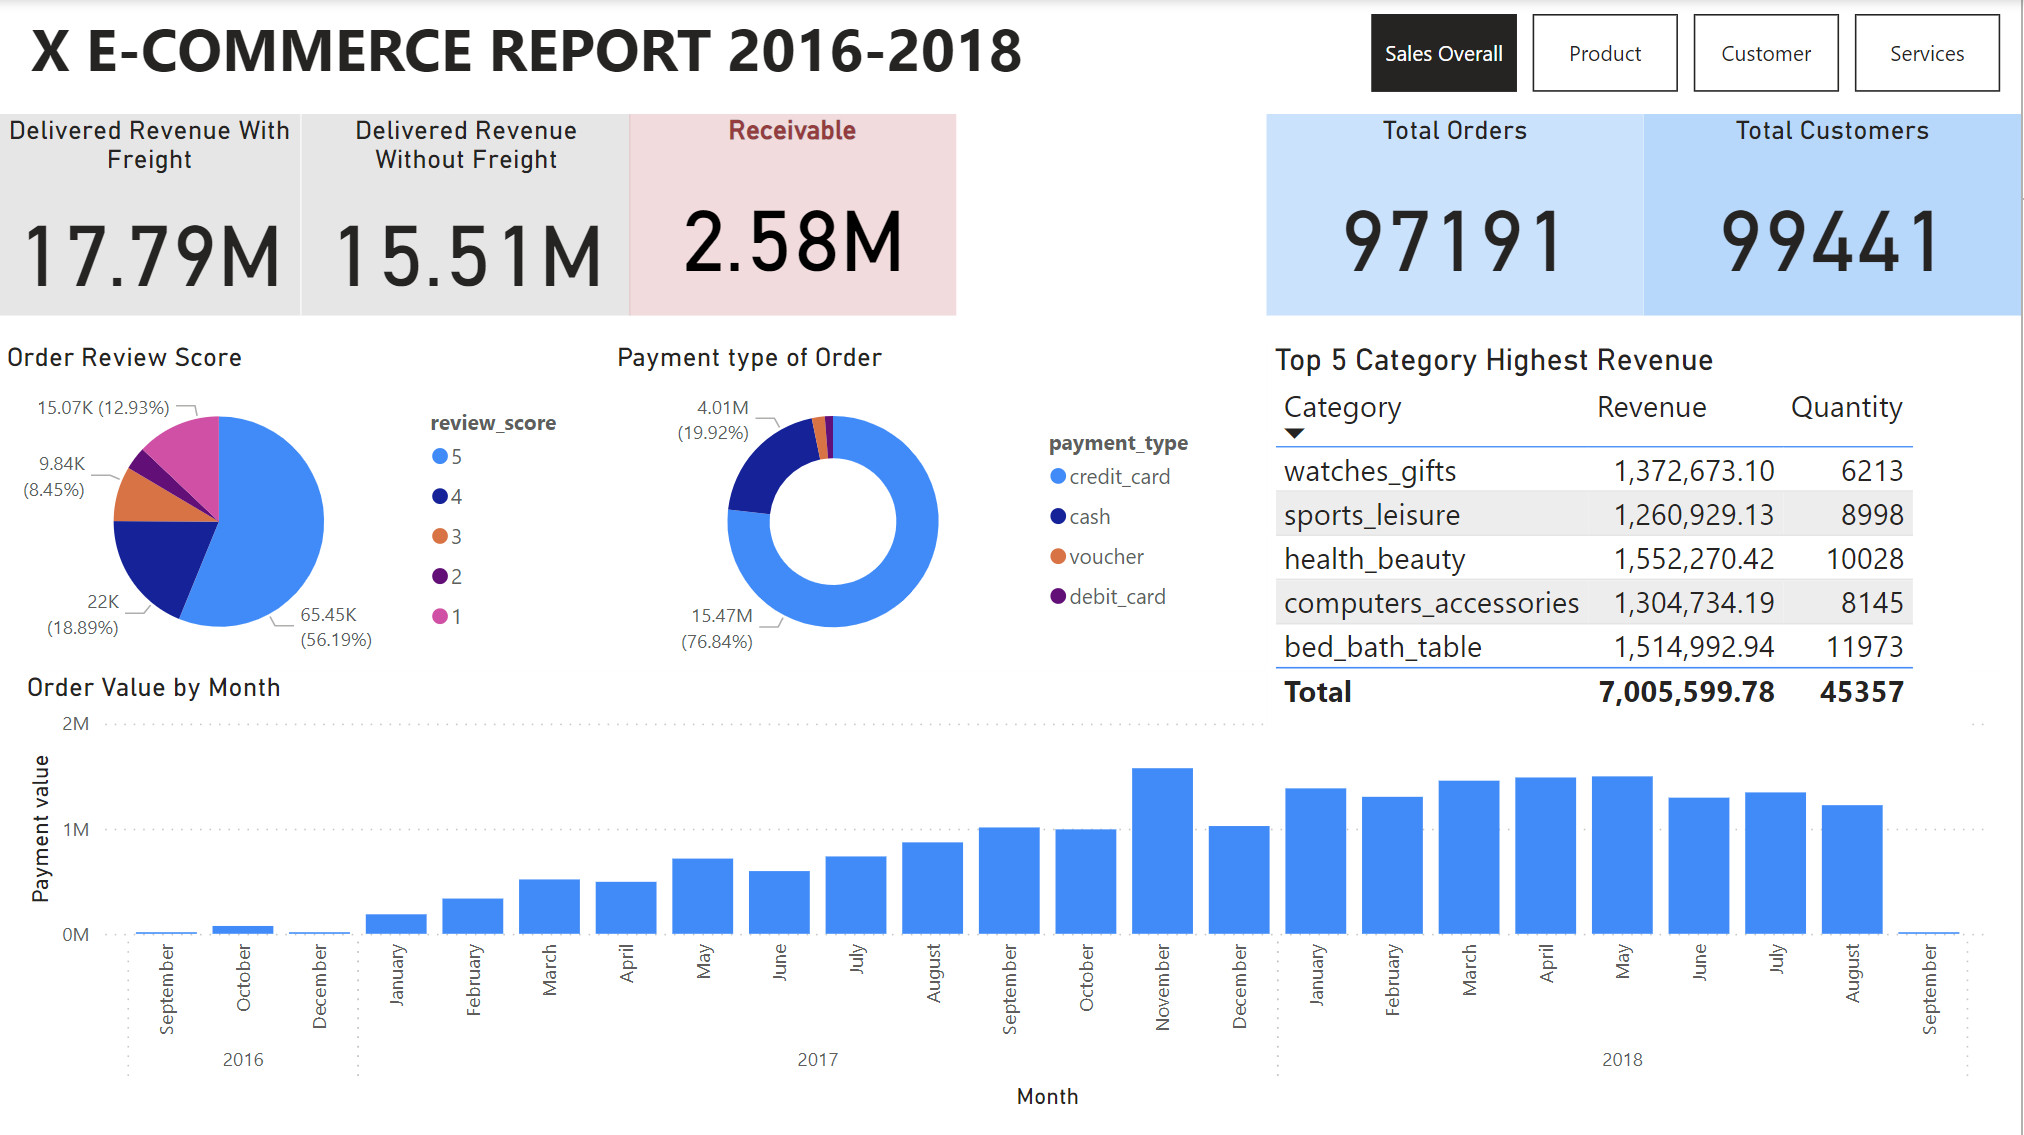 X E-COMMERCE REPORT 2016-2018
Sales Overall
Product
Customer
Services
Delivered Revenue With
Freight
17.79M
Delivered Revenue
Without Freight
15.51M
Receivable
2.58M
Total Orders
97191
Total Customers
99441
Order Review Score
15.07K (12.93%)
9.84K
(8.45%)
22K
(18.89%)
65.45K
(56.19%)
review_score
5
4
3
2
1
Payment type of Order
4.01M
(19.92%)
15.47M
(76.84%)
payment_type
credit_card
cash
voucher
debit_card
Top 5 Category Highest Revenue
Category Revenue Quantity
watches_gifts 1,372,673.10 6213
sports_leisure 1,260,929.13 8998
health_beauty 1,552,270.42 10028
computers_accessories 1,304,734.19 8145
bed_bath_table 1,514,992.94 11973
Total 7,005,599.78 45357
Order Value by Month
Payment value
2M
1M
0M
September
October
December
January
February
March
April
May
June
July
August
September
October
November
December
January
February
March
April
May
June
July
August
September
2016
2017
2018
Month